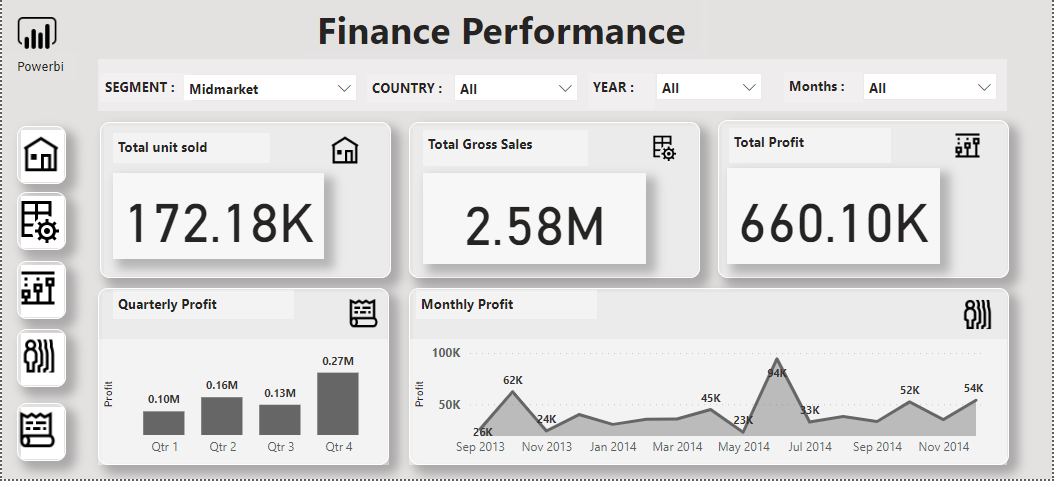 Finance Performance
Powerbi
SEGMENT : Midmarket COUNTRY : All YEAR : All Months : All
Total unit sold
172.18K
Total Gross Sales
2.58M
Total Profit
660.10K
Quarterly Profit
Profit
0.10M 0.16M 0.13M 0.27M
Qtr 1 Qtr 2 Qtr 3 Qtr 4
Monthly Profit
Profit
100K
50K
26K 62K 24K 45K 23K 94K 33K 52K 54K
Sep 2013 Nov 2013 Jan 2014 Mar 2014 May 2014 Jul 2014 Sep 2014 Nov 2014